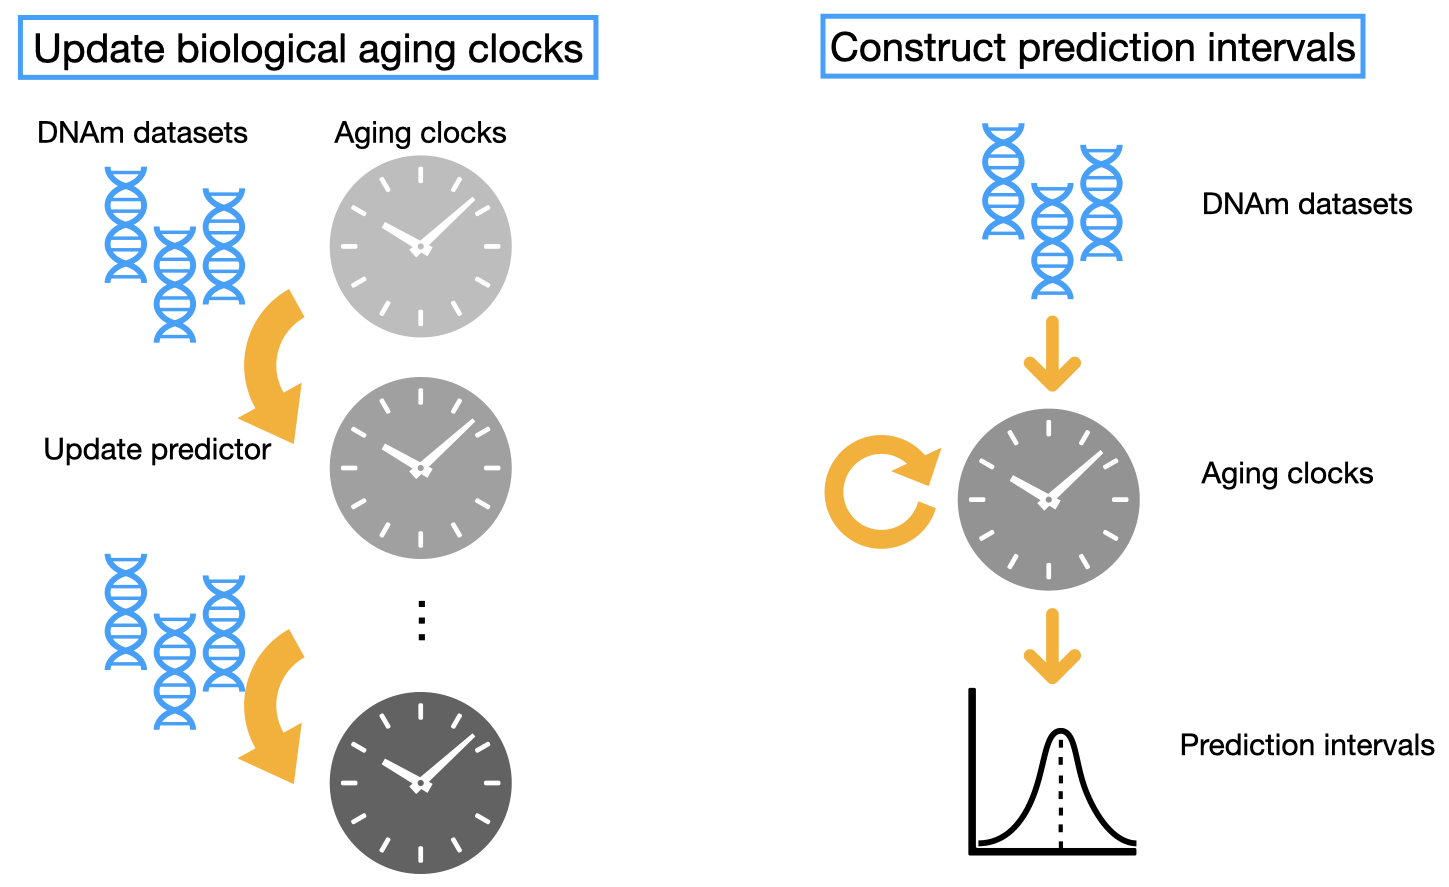 Update biological aging clocks
DNAm datasets
Aging clocks
Update predictor
Construct prediction intervals
DNAm datasets
Aging clocks
Prediction intervals